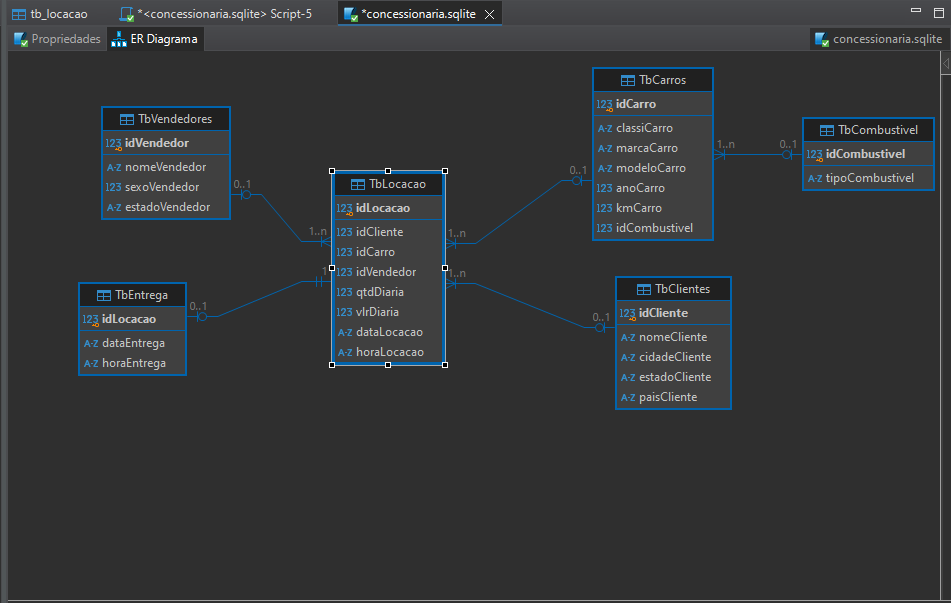 tb_locacao
*<concessionaria.sqlite> Script-5
*concessionaria.sqlite
Propriedades
ER Diagrama
concessionaria.sqlite
TbVendedores
123 idVendedor
A-Z nomeVendedor
123 sexoVendedor
A-Z estadoVendedor
0..1
1..n
TbEntrega
123 idLocacao
A-Z dataEntrega
A-Z horaEntrega
0..1
1
TbLocacao
123 idLocacao
123 idCliente
123 idCarro
123 idVendedor
123 qtdDiaria
123 vlrDiaria
A-Z dataLocacao
A-Z horaLocacao
1..n
0..1
1..n
0..1
TbCarros
123 idCarro
A-Z classiCarro
A-Z marcaCarro
A-Z modeloCarro
123 anoCarro
123 kmCarro
123 idCombustivel
1..n
0..1
TbCombustivel
123 idCombustivel
A-Z tipoCombustivel
TbClientes
123 idCliente
A-Z nomeCliente
A-Z cidadeCliente
A-Z estadoCliente
A-Z paisCliente